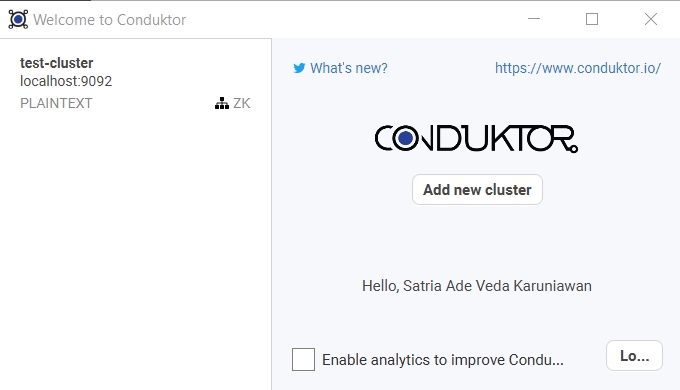 Welcome to Conduktor
test-cluster
localhost:9092
PLAINTEXT
ZK
What's new?
https://www.conduktor.io/
CONDUKTOR
Add new cluster
Hello, Satria Ade Veda Karuniawan
Enable analytics to improve Condu...
Lo...